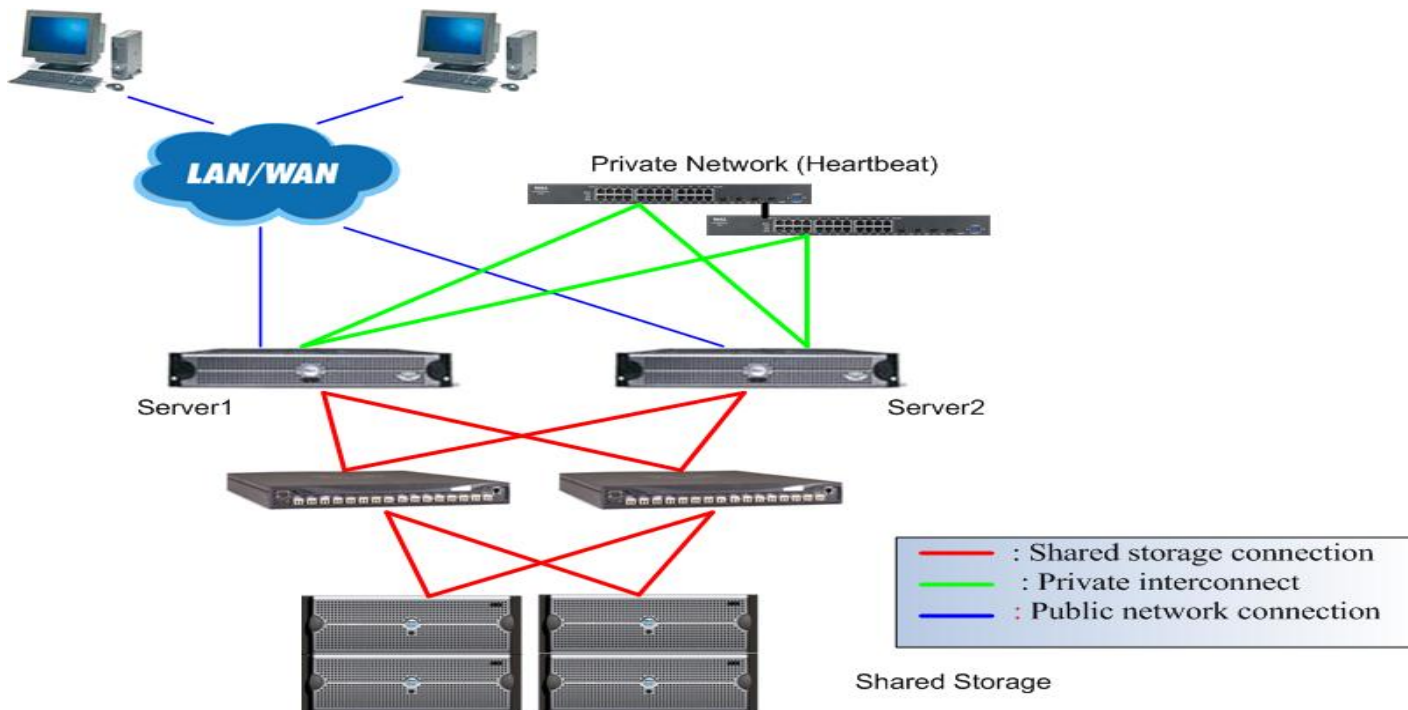 LAN/WAN
Private Network (Heartbeat)
Server1
Server2
: Shared storage connection
: Private interconnect
: Public network connection
Shared Storage